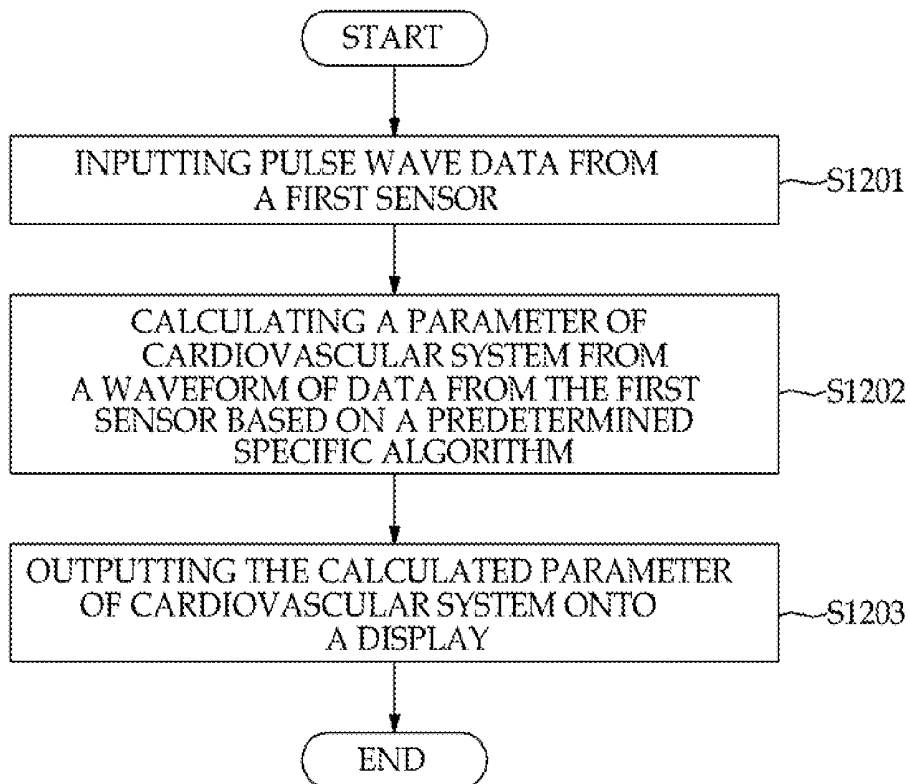 START
INPUTTING PULSE WAVE DATA FROM
A FIRST SENSOR
S1201
CALCULATING A PARAMETER OF
CARDIOVASCULAR SYSTEM FROM
A WAVEFORM OF DATA FROM THE FIRST
SENSOR BASED ON A PREDETERMINED
SPECIFIC ALGORITHM
S1202
OUTPUTTING THE CALCULATED PARAMETER
OF CARDIOVASCULAR SYSTEM ONTO
A DISPLAY
S1203
END